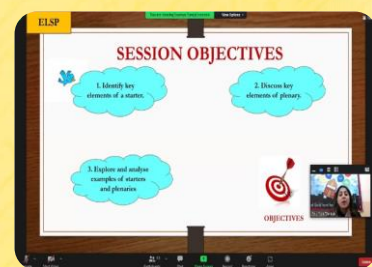 ELSP
SESSION OBJECTIVES
1. Identify key
elements of a starter.
2. Discuss key
elements of plenary.
3. Explore and analyse
examples of starters
and plenaries
OBJECTIVES